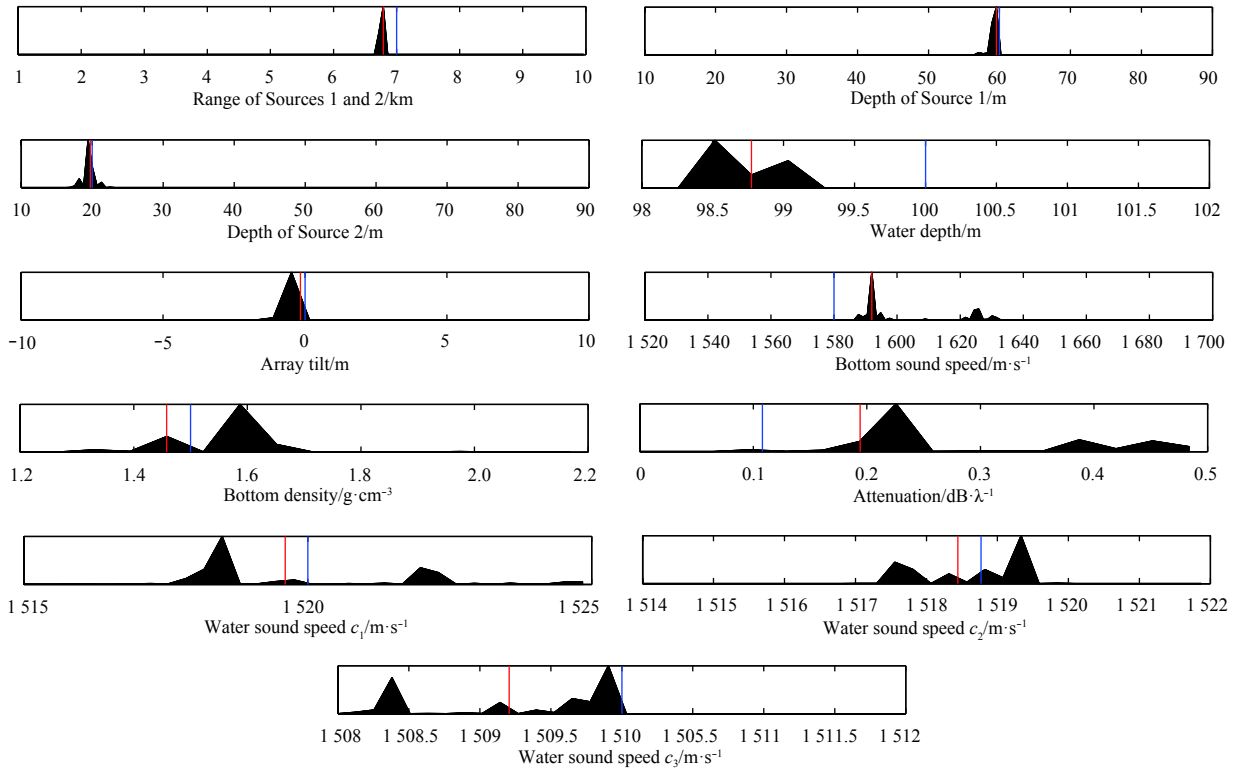 1 2 3 4 5 6 7 8 9 10
Range of Sources 1 and 2/km
10 20 30 40 50 60 70 80 90
Depth of Source 1/m
10 20 30 40 50 60 70 80 90
Depth of Source 2/m
98 98.5 99 99.5 100 100.5 101 101.5 102
Water depth/m
−10 −5 0 5 10
Array tilt/m
1 520 1 540 1 560 1 580 1 600 1 620 1 640 1 660 1 680 1 700
Bottom sound speed/m·s⁻¹
1.2 1.4 1.6 1.8 2.0 2.2
Bottom density/g·cm⁻³
0 0.1 0.2 0.3 0.4 0.5
Attenuation/dB·λ⁻¹
1 515 1 520 1 525
Water sound speed c₁/m·s⁻¹
1 514 1 515 1 516 1 517 1 518 1 519 1 520 1 521 1 522
Water sound speed c₂/m·s⁻¹
1 508 1 508.5 1 509 1 509.5 1 510 1 505.5 1 511 1 511.5 1 512
Water sound speed c₃/m·s⁻¹